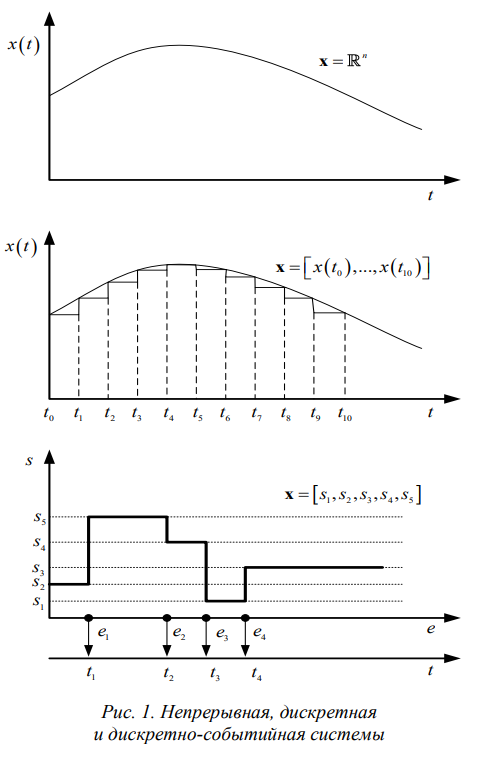 x(t)
x = ℝⁿ
t
x(t)
x = [x(t₀),...,x(t₁₀)]
t₀ t₁ t₂ t₃ t₄ t₅ t₆ t₇ t₈ t₉ t₁₀ t
s
x = [s₁,s₂,s₃,s₄,s₅]
s₅
s₄
s₃
s₂
s₁
e₁ e₂ e₃ e₄ e
t₁ t₂ t₃ t₄ t
Рис. 1. Непрерывная, дискретная
и дискретно-событийная системы